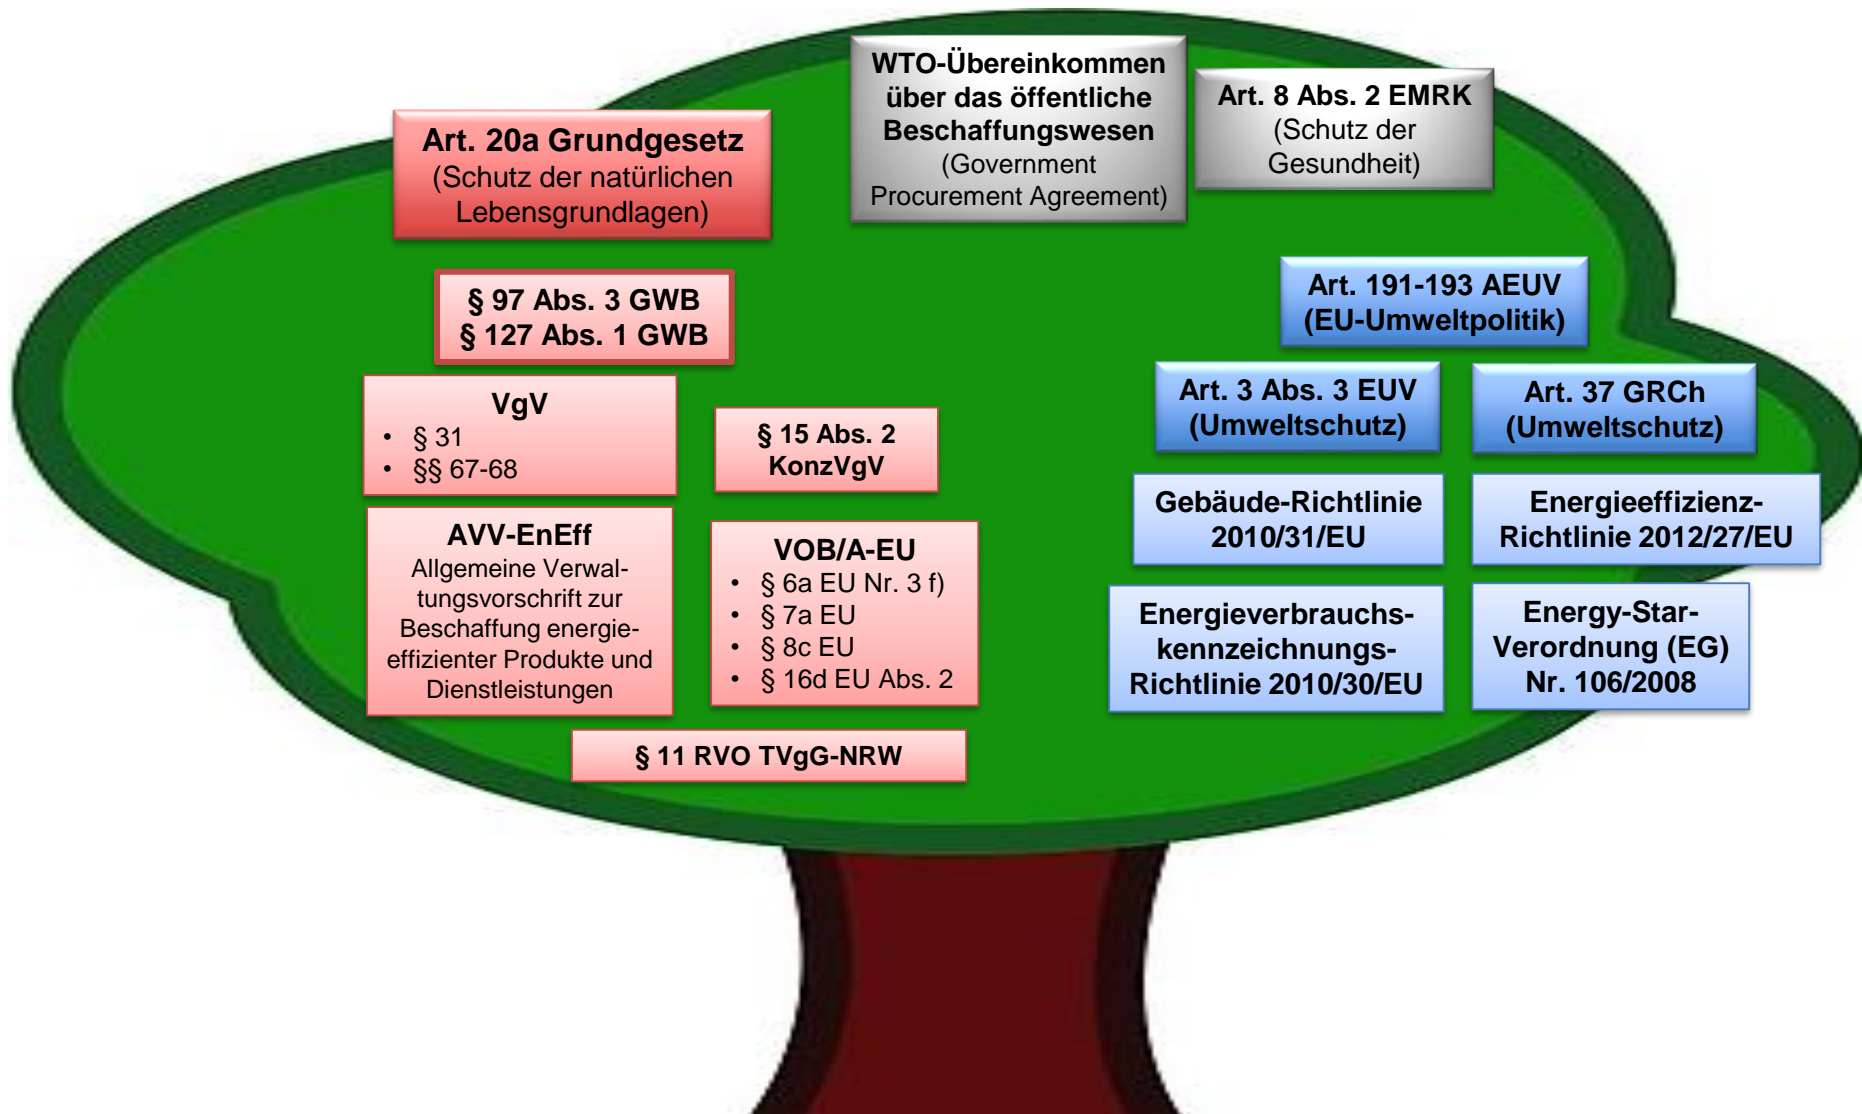 WTO-Übereinkommen
über das öffentliche
Beschaffungswesen
(Government
Procurement Agreement)
Art. 8 Abs. 2 EMRK
(Schutz der
Gesundheit)
Art. 20a Grundgesetz
(Schutz der natürlichen
Lebensgrundlagen)
§ 97 Abs. 3 GWB
§ 127 Abs. 1 GWB
VgV
• § 31
• §§ 67-68
§ 15 Abs. 2
KonzVgV
AVV-EnEff
Allgemeine Verwal-
tungsvorschrift zur
Beschaffung energie-
effizienter Produkte und
Dienstleistungen
VOB/A-EU
• § 6a EU Nr. 3 f)
• § 7a EU
• § 8c EU
• § 16d EU Abs. 2
§ 11 RVO TVgG-NRW
Art. 191-193 AEUV
(EU-Umweltpolitik)
Art. 3 Abs. 3 EUV
(Umweltschutz)
Art. 37 GRCh
(Umweltschutz)
Gebäude-Richtlinie
2010/31/EU
Energieeffizienz-
Richtlinie 2012/27/EU
Energieverbrauchs-
kennzeichnungs-
Richtlinie 2010/30/EU
Energy-Star-
Verordnung (EG)
Nr. 106/2008